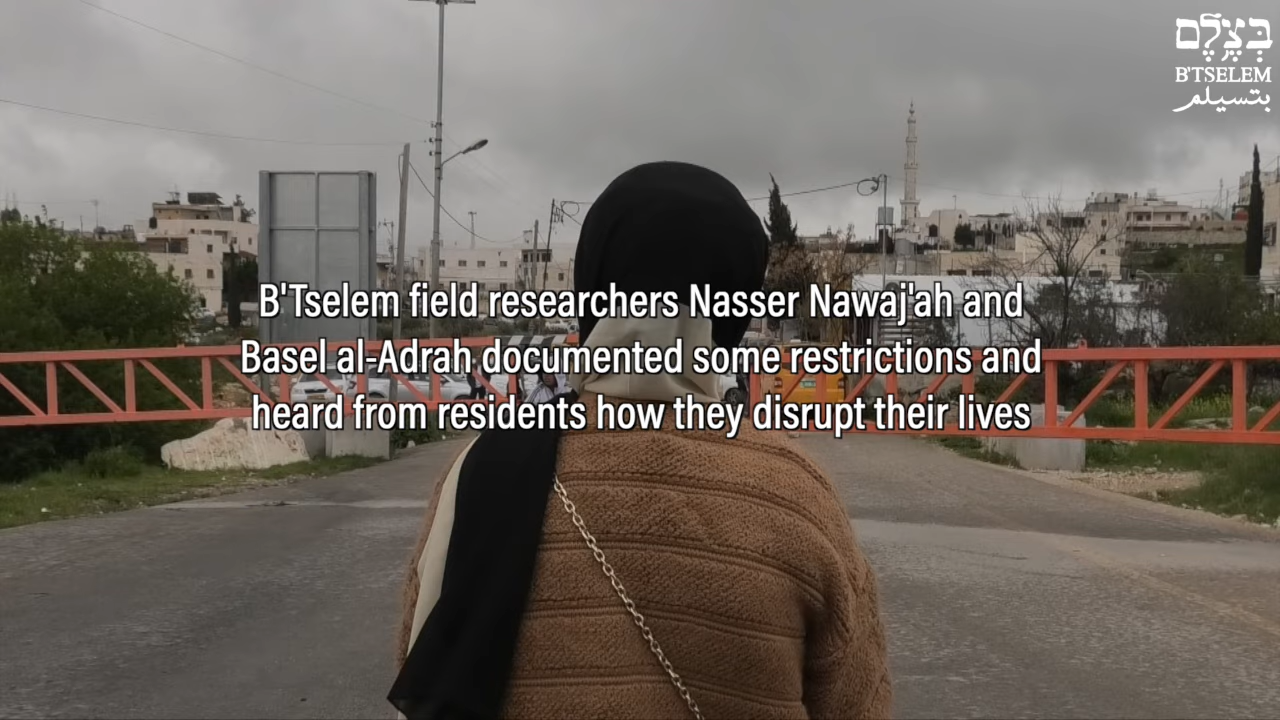 בצלם
B'TSELEM
بتسيلم
B'Tselem field researchers Nasser Nawaj'ah and
Basel al-Adrah documented some restrictions and
heard from residents how they disrupt their lives